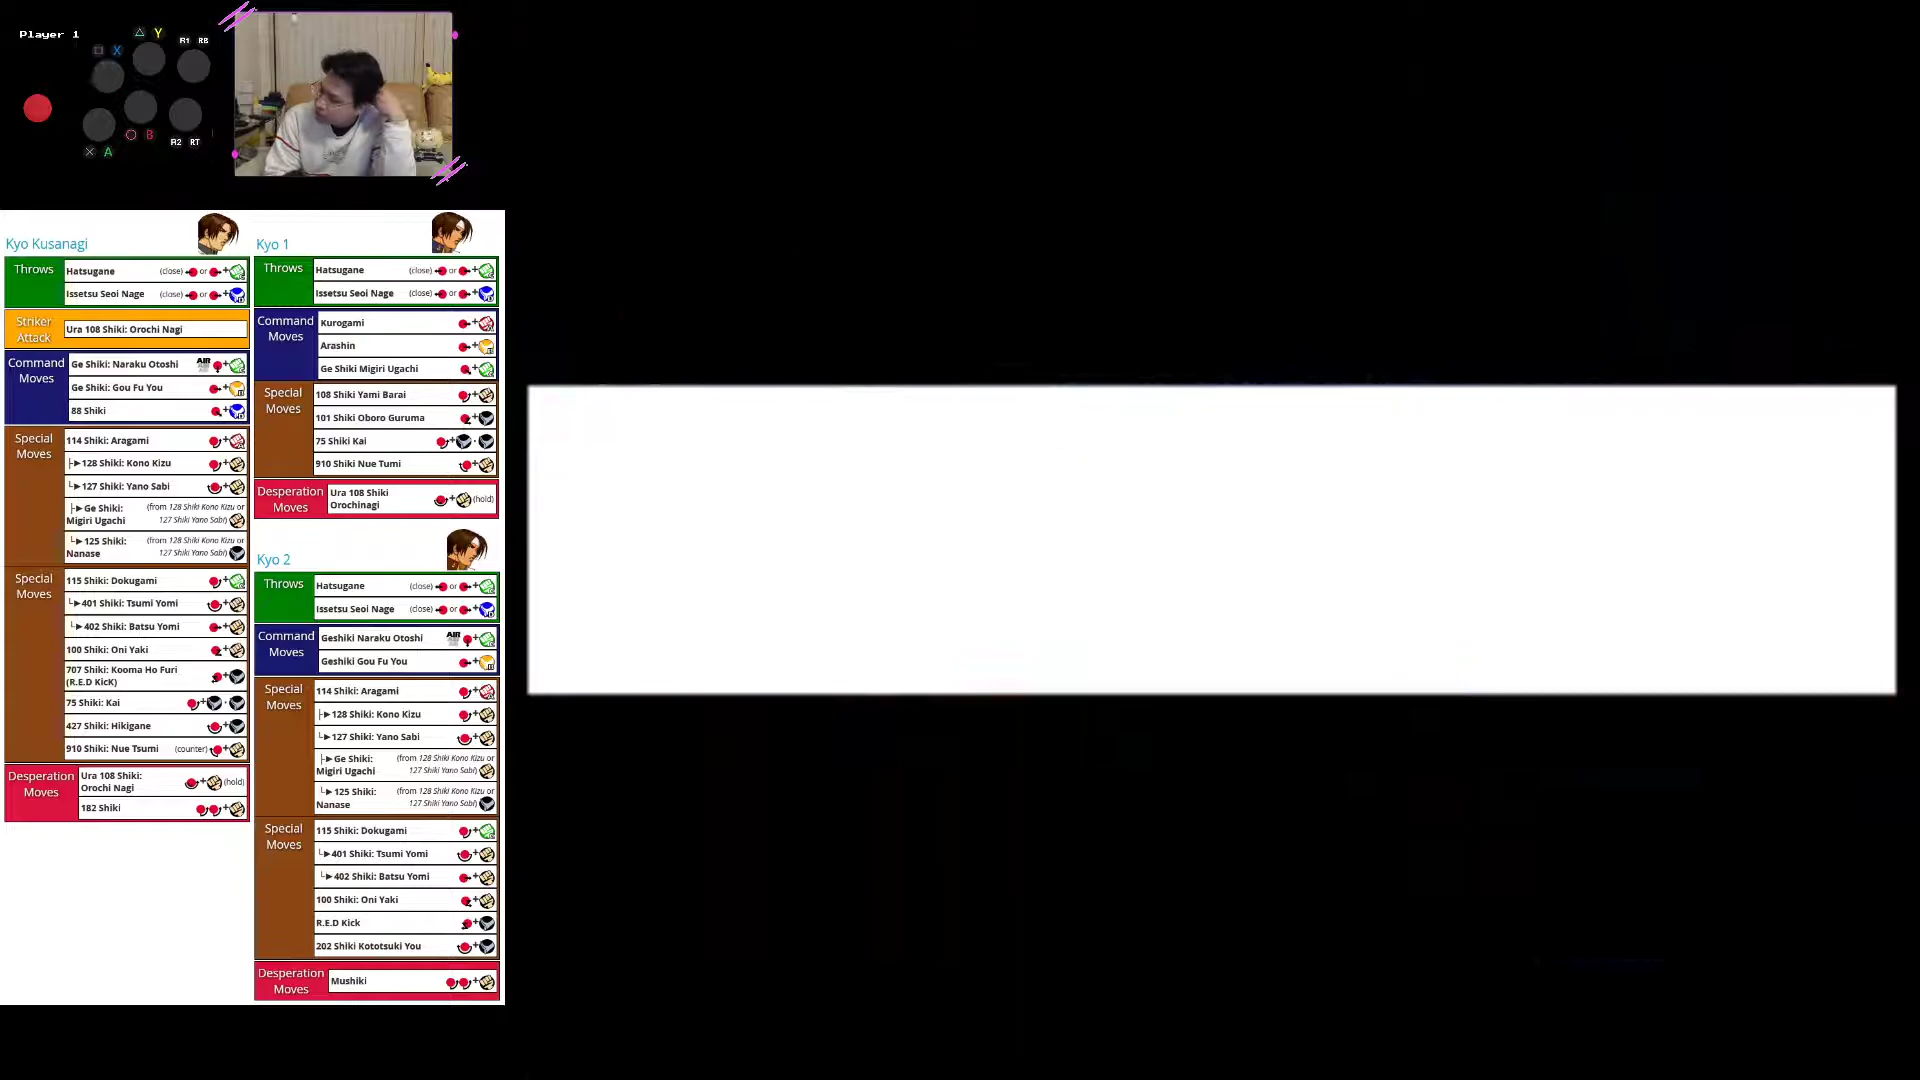 Player 1
△ Y
R1 RB
□ X
○ B
R2 RT
× A
Kyo Kusanagi
Throws
Hatsugane (close) or + C
Issetsu Seoi Nage (close) or + D
Striker Attack
Ura 108 Shiki: Orochi Nagi
Command Moves
Ge Shiki: Naraku Otoshi AIR + C
Ge Shiki: Gou Fu You + B
88 Shiki + D
Special Moves
114 Shiki: Aragami + A
128 Shiki: Kono Kizu +
127 Shiki: Yano Sabi +
Ge Shiki: Migiri Ugachi (from 128 Shiki Kono Kizu or 127 Shiki Yano Sabi)
125 Shiki: Nanase (from 128 Shiki Kono Kizu or 127 Shiki Yano Sabi)
Special Moves
115 Shiki: Dokugami + C
401 Shiki: Tsumi Yomi +
402 Shiki: Batsu Yomi +
100 Shiki: Oni Yaki +
707 Shiki: Kooma Ho Furi (R.E.D KicK) +
75 Shiki: Kai +
427 Shiki: Hikigane +
910 Shiki: Nue Tsumi (counter) +
Desperation Moves
Ura 108 Shiki: Orochi Nagi + (hold)
182 Shiki +
Kyo 1
Throws
Hatsugane (close) or + C
Issetsu Seoi Nage (close) or + D
Command Moves
Kurogami + A
Arashin + B
Ge Shiki Migiri Ugachi + C
Special Moves
108 Shiki Yami Barai +
101 Shiki Oboro Guruma +
75 Shiki Kai +
910 Shiki Nue Tumi +
Desperation Moves
Ura 108 Shiki Orochinagi + (hold)
Kyo 2
Throws
Hatsugane (close) or + C
Issetsu Seoi Nage (close) or + D
Command Moves
Geshiki Naraku Otoshi AIR + C
Geshiki Gou Fu You + B
Special Moves
114 Shiki: Aragami + A
128 Shiki: Kono Kizu +
127 Shiki: Yano Sabi +
Ge Shiki: Migiri Ugachi (from 128 Shiki Kono Kizu or 127 Shiki Yano Sabi)
125 Shiki: Nanase (from 128 Shiki Kono Kizu or 127 Shiki Yano Sabi)
Special Moves
115 Shiki: Dokugami + C
401 Shiki: Tsumi Yomi +
402 Shiki: Batsu Yomi +
100 Shiki: Oni Yaki +
R.E.D Kick +
202 Shiki Kototsuki You +
Desperation Moves
Mushiki +